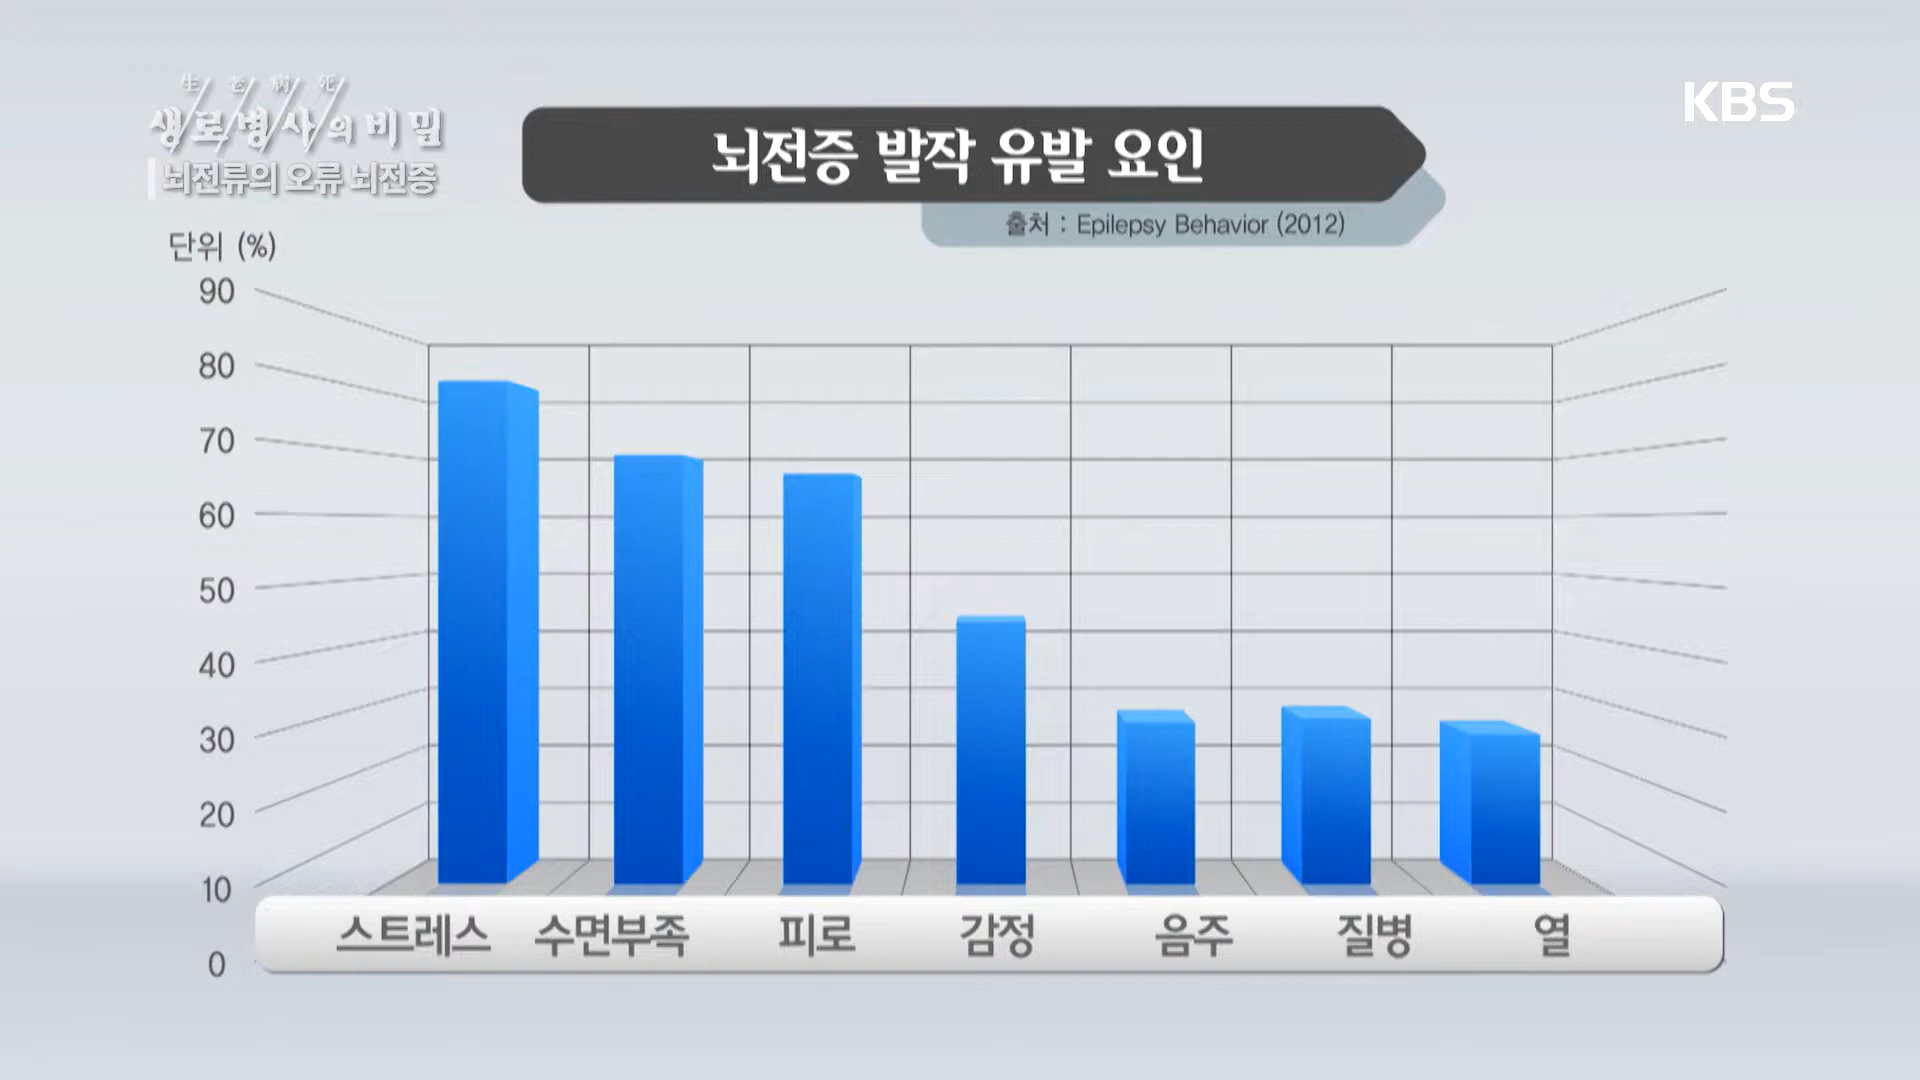 生老病死
생로병사의 비밀
뇌전류의 오류 뇌전증
KBS
뇌전증 발작 유발 요인
출처 : Epilepsy Behavior (2012)
단위 (%)
90
80
70
60
50
40
30
20
10
0
스트레스 수면부족 피로 감정 음주 질병 열